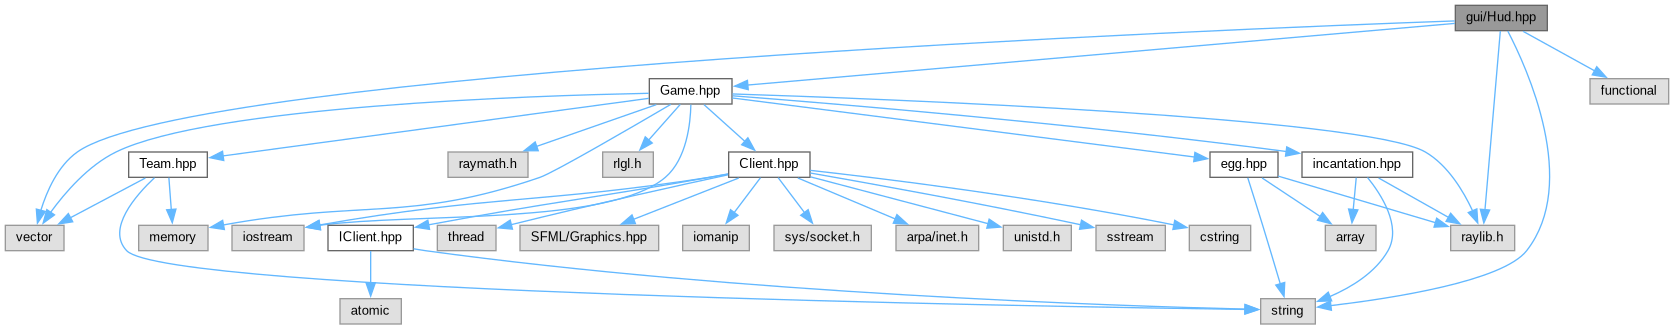 gui/Hud.hpp
Game.hpp
functional
Team.hpp
raymath.h
rlgl.h
Client.hpp
egg.hpp
incantation.hpp
vector
memory
iostream
IClient.hpp
thread
SFML/Graphics.hpp
iomanip
sys/socket.h
arpa/inet.h
unistd.h
sstream
cstring
array
raylib.h
atomic
string